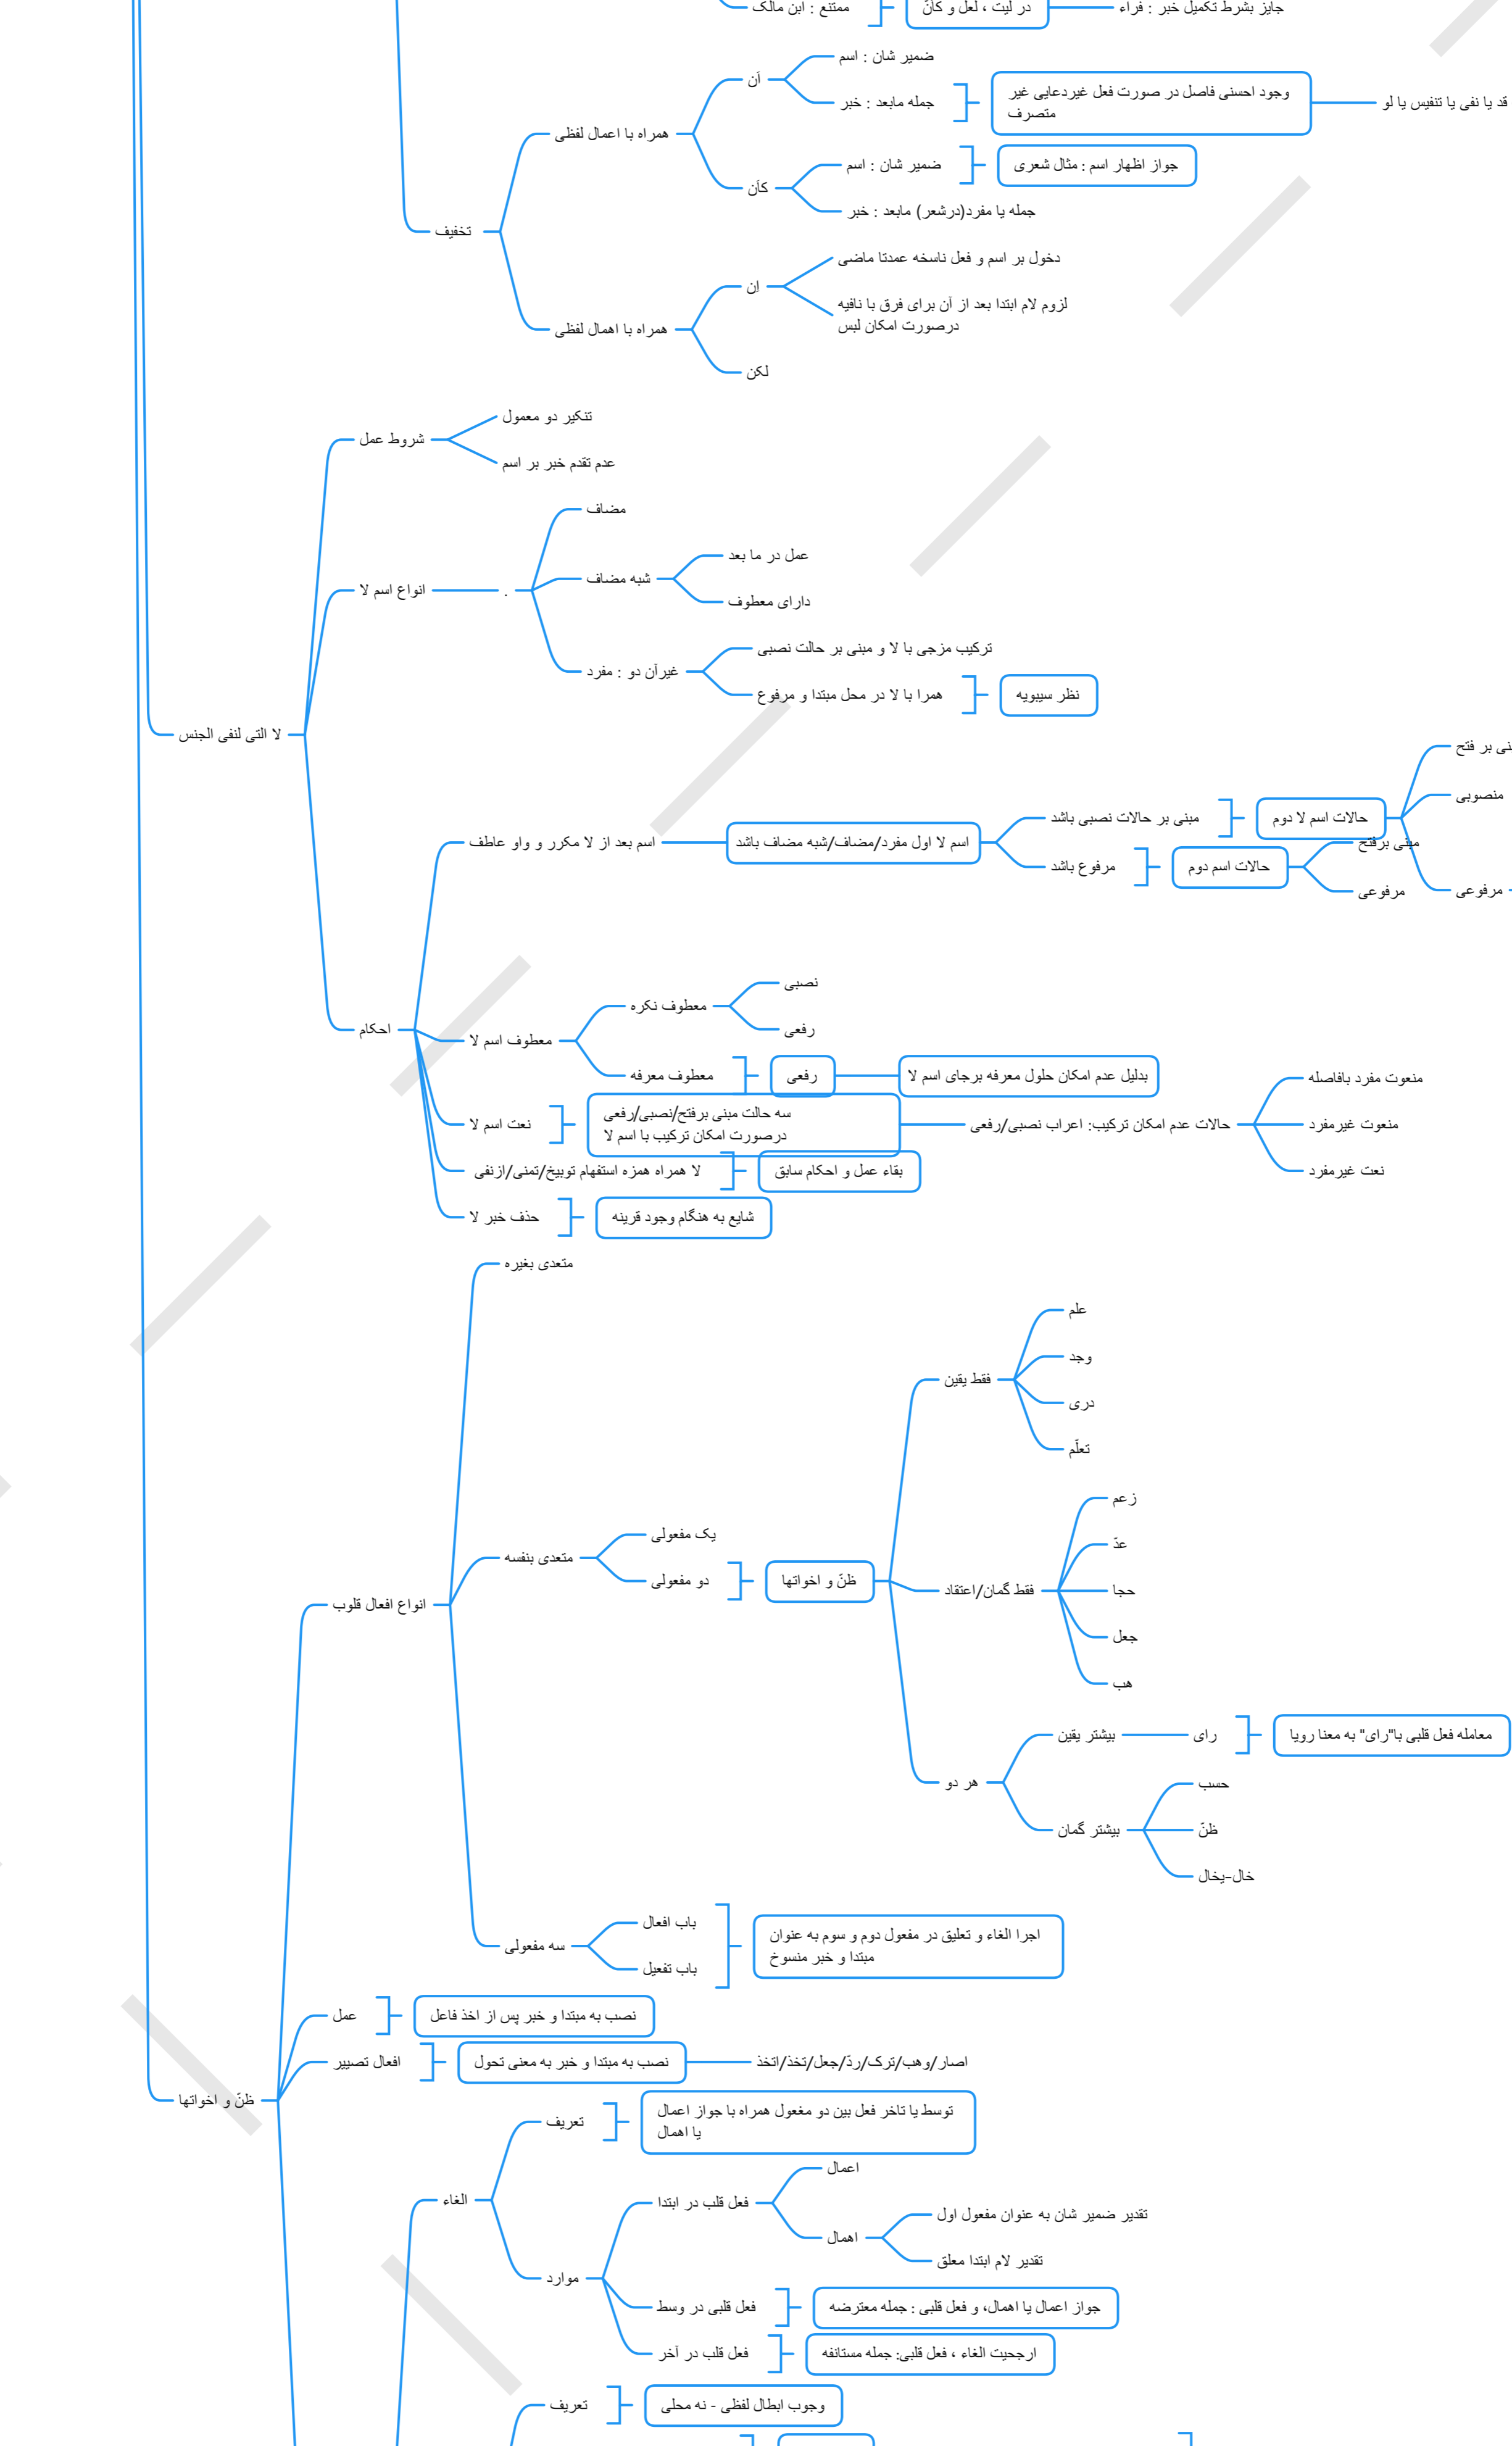 ممتنع : ابن مالک
در لیت ، لعل و کانّ
جایز بشرط تکمیل خبر : فراء
ضمیر شان : اسم
أن
جمله مابعد : خبر
وجود احسنی فاصل در صورت فعل غیردعایی غیر
متصرف
قد یا نفی یا تنفیس یا لو
همراه با اعمال لفظی
ضمیر شان : اسم
جواز اظهار اسم : مثال شعری
کأن
جمله یا مفرد(درشعر) مابعد : خبر
تخفیف
دخول بر اسم و فعل ناسخه عمدتا ماضی
إن
لزوم لام ابتدا بعد از آن برای فرق با نافیه
درصورت امکان لبس
همراه با اهمال لفظی
لکن
تنکیر دو معمول
شروط عمل
عدم تقدم خبر بر اسم
مضاف
عمل در ما بعد
شبه مضاف
انواع اسم لا
.
دارای معطوف
ترکیب مزجی با لا و مبنی بر حالت نصبی
غیرآن دو : مفرد
همرا با لا در محل مبتدا و مرفوع
نظر سیبویه
لا التی لنفی الجنس
بر فتح
منصوبی
مبنی بر حالات نصبی باشد
حالات اسم لا دوم
اسم بعد از لا مکرر و واو عاطف
اسم لا اول مفرد/مضاف/شبه مضاف باشد
مبنی برفتح
مرفوع باشد
حالات اسم دوم
مرفوعی
مرفوعی
نصبی
معطوف نکره
رفعی
احکام
معطوف اسم لا
معطوف معرفه
رفعی
بدلیل عدم امکان حلول معرفه برجای اسم لا
منعوت مفرد بافاصله
نعت اسم لا
سه حالت مبنی برفتح/نصبی/رفعی
درصورت امکان ترکیب با اسم لا
حالات عدم امکان ترکیب: اعراب نصبی/رفعی
منعوت غیرمفرد
نعت غیرمفرد
لا همراه همزه استفهام توبیخ/تمنی/ازنفی
بقاء عمل و احکام سابق
حذف خبر لا
شایع به هنگام وجود قرینه
متعدی بغیره
علم
وجد
فقط یقین
دری
تعلّم
زعم
یک مفعولی
عدّ
متعدی بنفسه
دو مفعولی
ظنّ و اخواتها
فقط گمان/اعتقاد
حجا
انواع افعال قلوب
جعل
هب
بیشتر یقین
رای
معامله فعل قلبی با"رای" به معنا رویا
هر دو
حسب
بیشتر گمان
ظنّ
خال-یخال
باب افعال
سه مفعولی
باب تفعیل
اجرا الغاء و تعلیق در مفعول دوم و سوم به عنوان
مبتدا و خبر منسوخ
عمل
نصب به مبتدا و خبر پس از اخذ فاعل
افعال تصییر
نصب به مبتدا و خبر به معنی تحول
اصار/وهب/ترک/ردّ/جعل/تخذ/اتخذ
ظنّ و اخواتها
تعریف
توسط یا تاخر فعل بین دو مفعول همراه با جواز اعمال
یا اهمال
الغاء
اعمال
فعل قلب در ابتدا
تقدیر ضمیر شان به عنوان مفعول اول
اهمال
تقدیر لام ابتدا معلق
موارد
فعل قلبی در وسط
جواز اعمال یا اهمال، و فعل قلبی : جمله معترضه
فعل قلب در آخر
ارجحیت الغاء ، فعل قلبی: جمله مستانفه
تعریف
وجوب ابطال لفظی - نه محلی